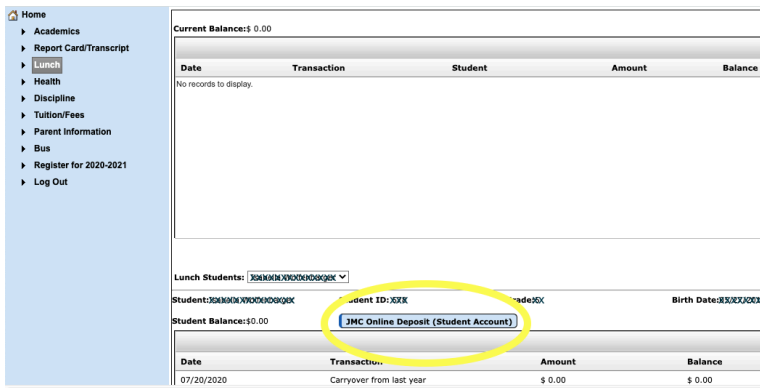 Home
Academics
Report Card/Transcript
Lunch
Health
Discipline
Tuition/Fees
Parent Information
Bus
Register for 2020-2021
Log Out
Current Balance:$ 0.00
Date Transaction Student Amount Balance
No records to display.
Lunch Students:
Student: Student ID: Grade: Birth Date:
Student Balance:$0.00 JMC Online Deposit (Student Account)
Date Transaction Amount Balance
07/20/2020 Carryover from last year $ 0.00 $ 0.00